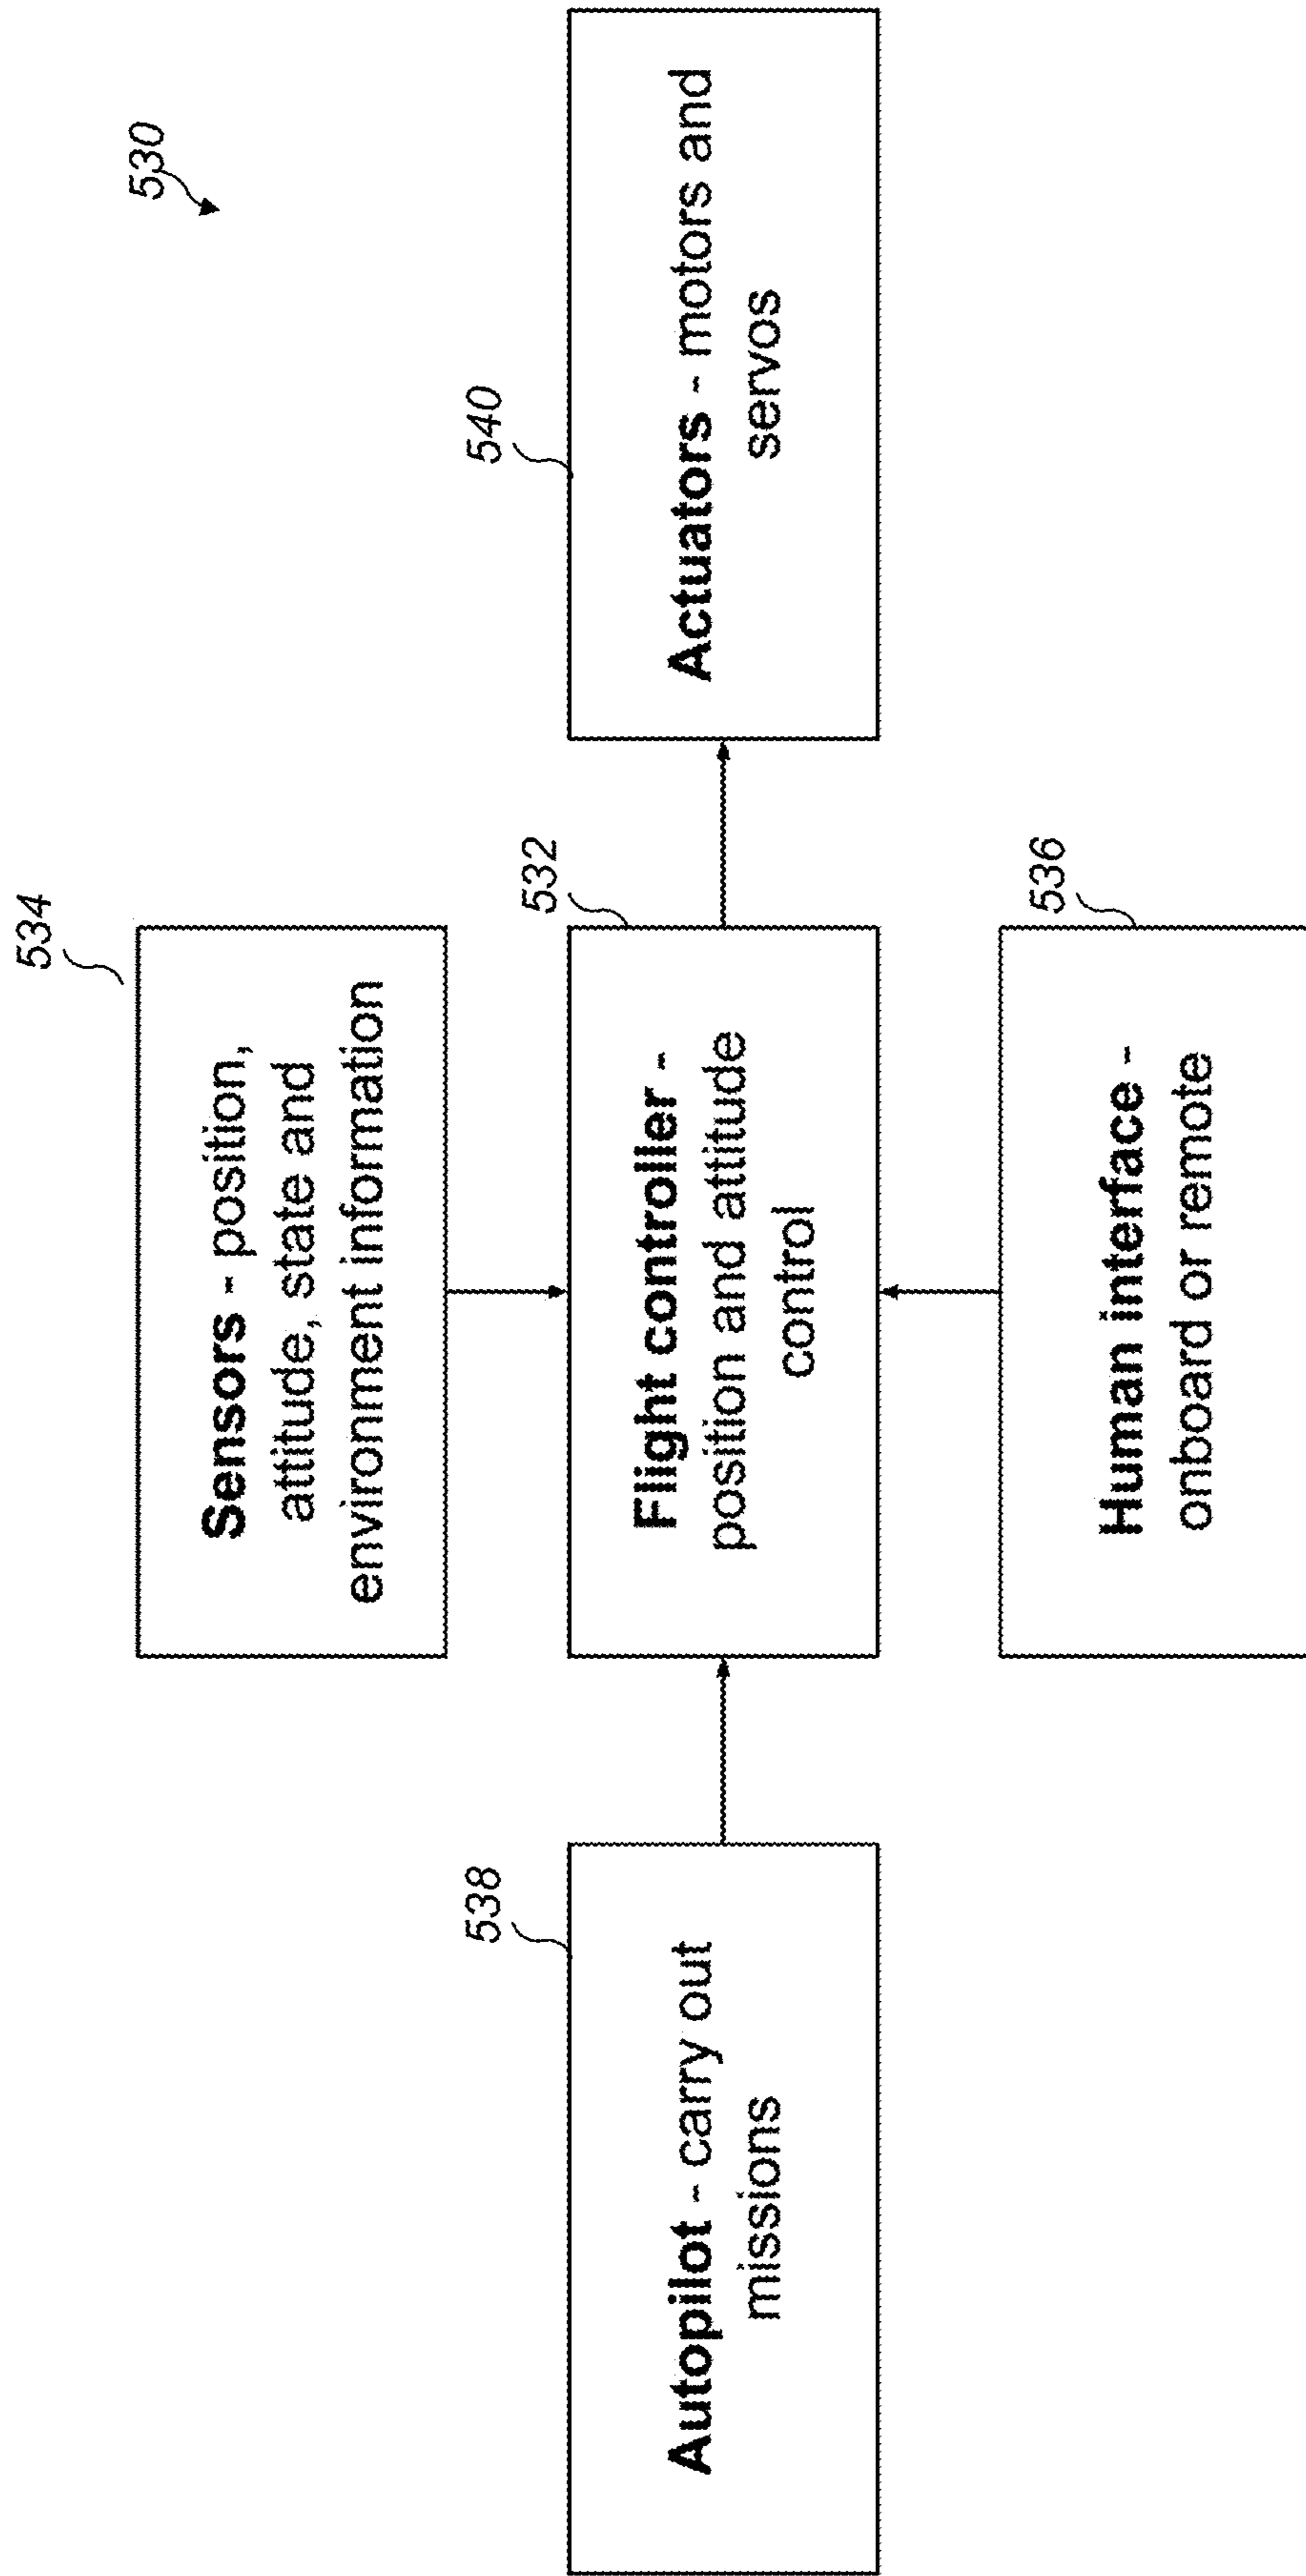 530
534
Sensors - position,
attitude, state and
environment information
538
Autopilot - carry out
missions
532
Flight controller -
position and attitude
control
540
Actuators - motors and
servos
536
Human interface -
onboard or remote